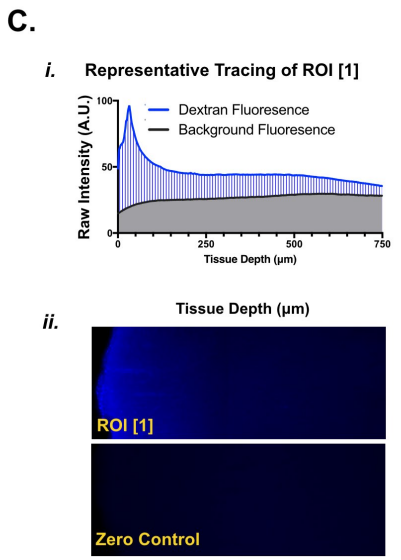 C.
i. Representative Tracing of ROI [1]
Raw Intensity (A.U.)
100
50
0
Dextran Fluoresence
Background Fluoresence
0 250 500 750
Tissue Depth (μm)
ii.
Tissue Depth (μm)
ROI [1]
Zero Control